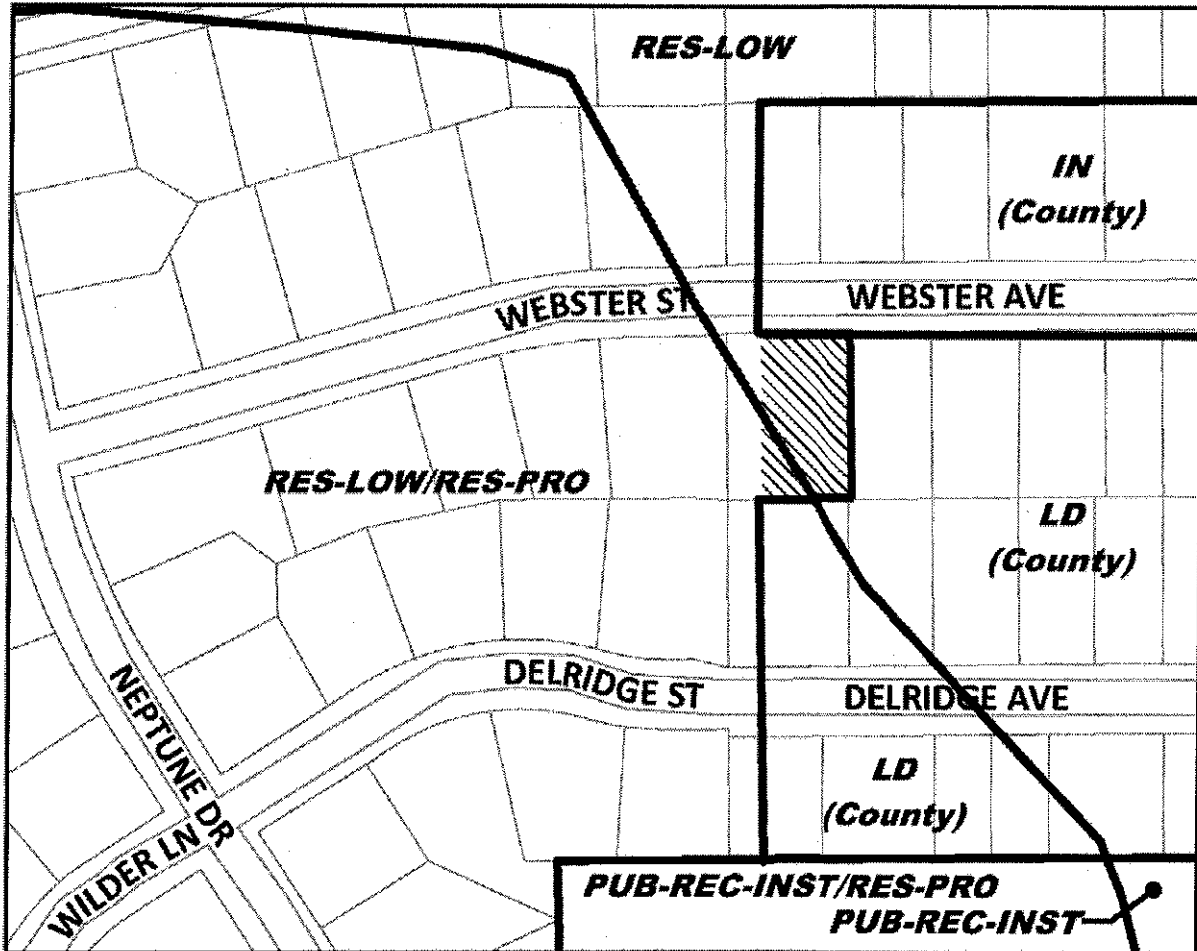 RES-LOW
IN
(County)
WEBSTER ST
WEBSTER AVE
RES-LOW/RES-PRO
LD
(County)
NEPTUNE DR
DELRIDGE ST
DELRIDGE AVE
LD
(County)
WILDER LN
PUB-REC-INST/RES-PRO
PUB-REC-INST